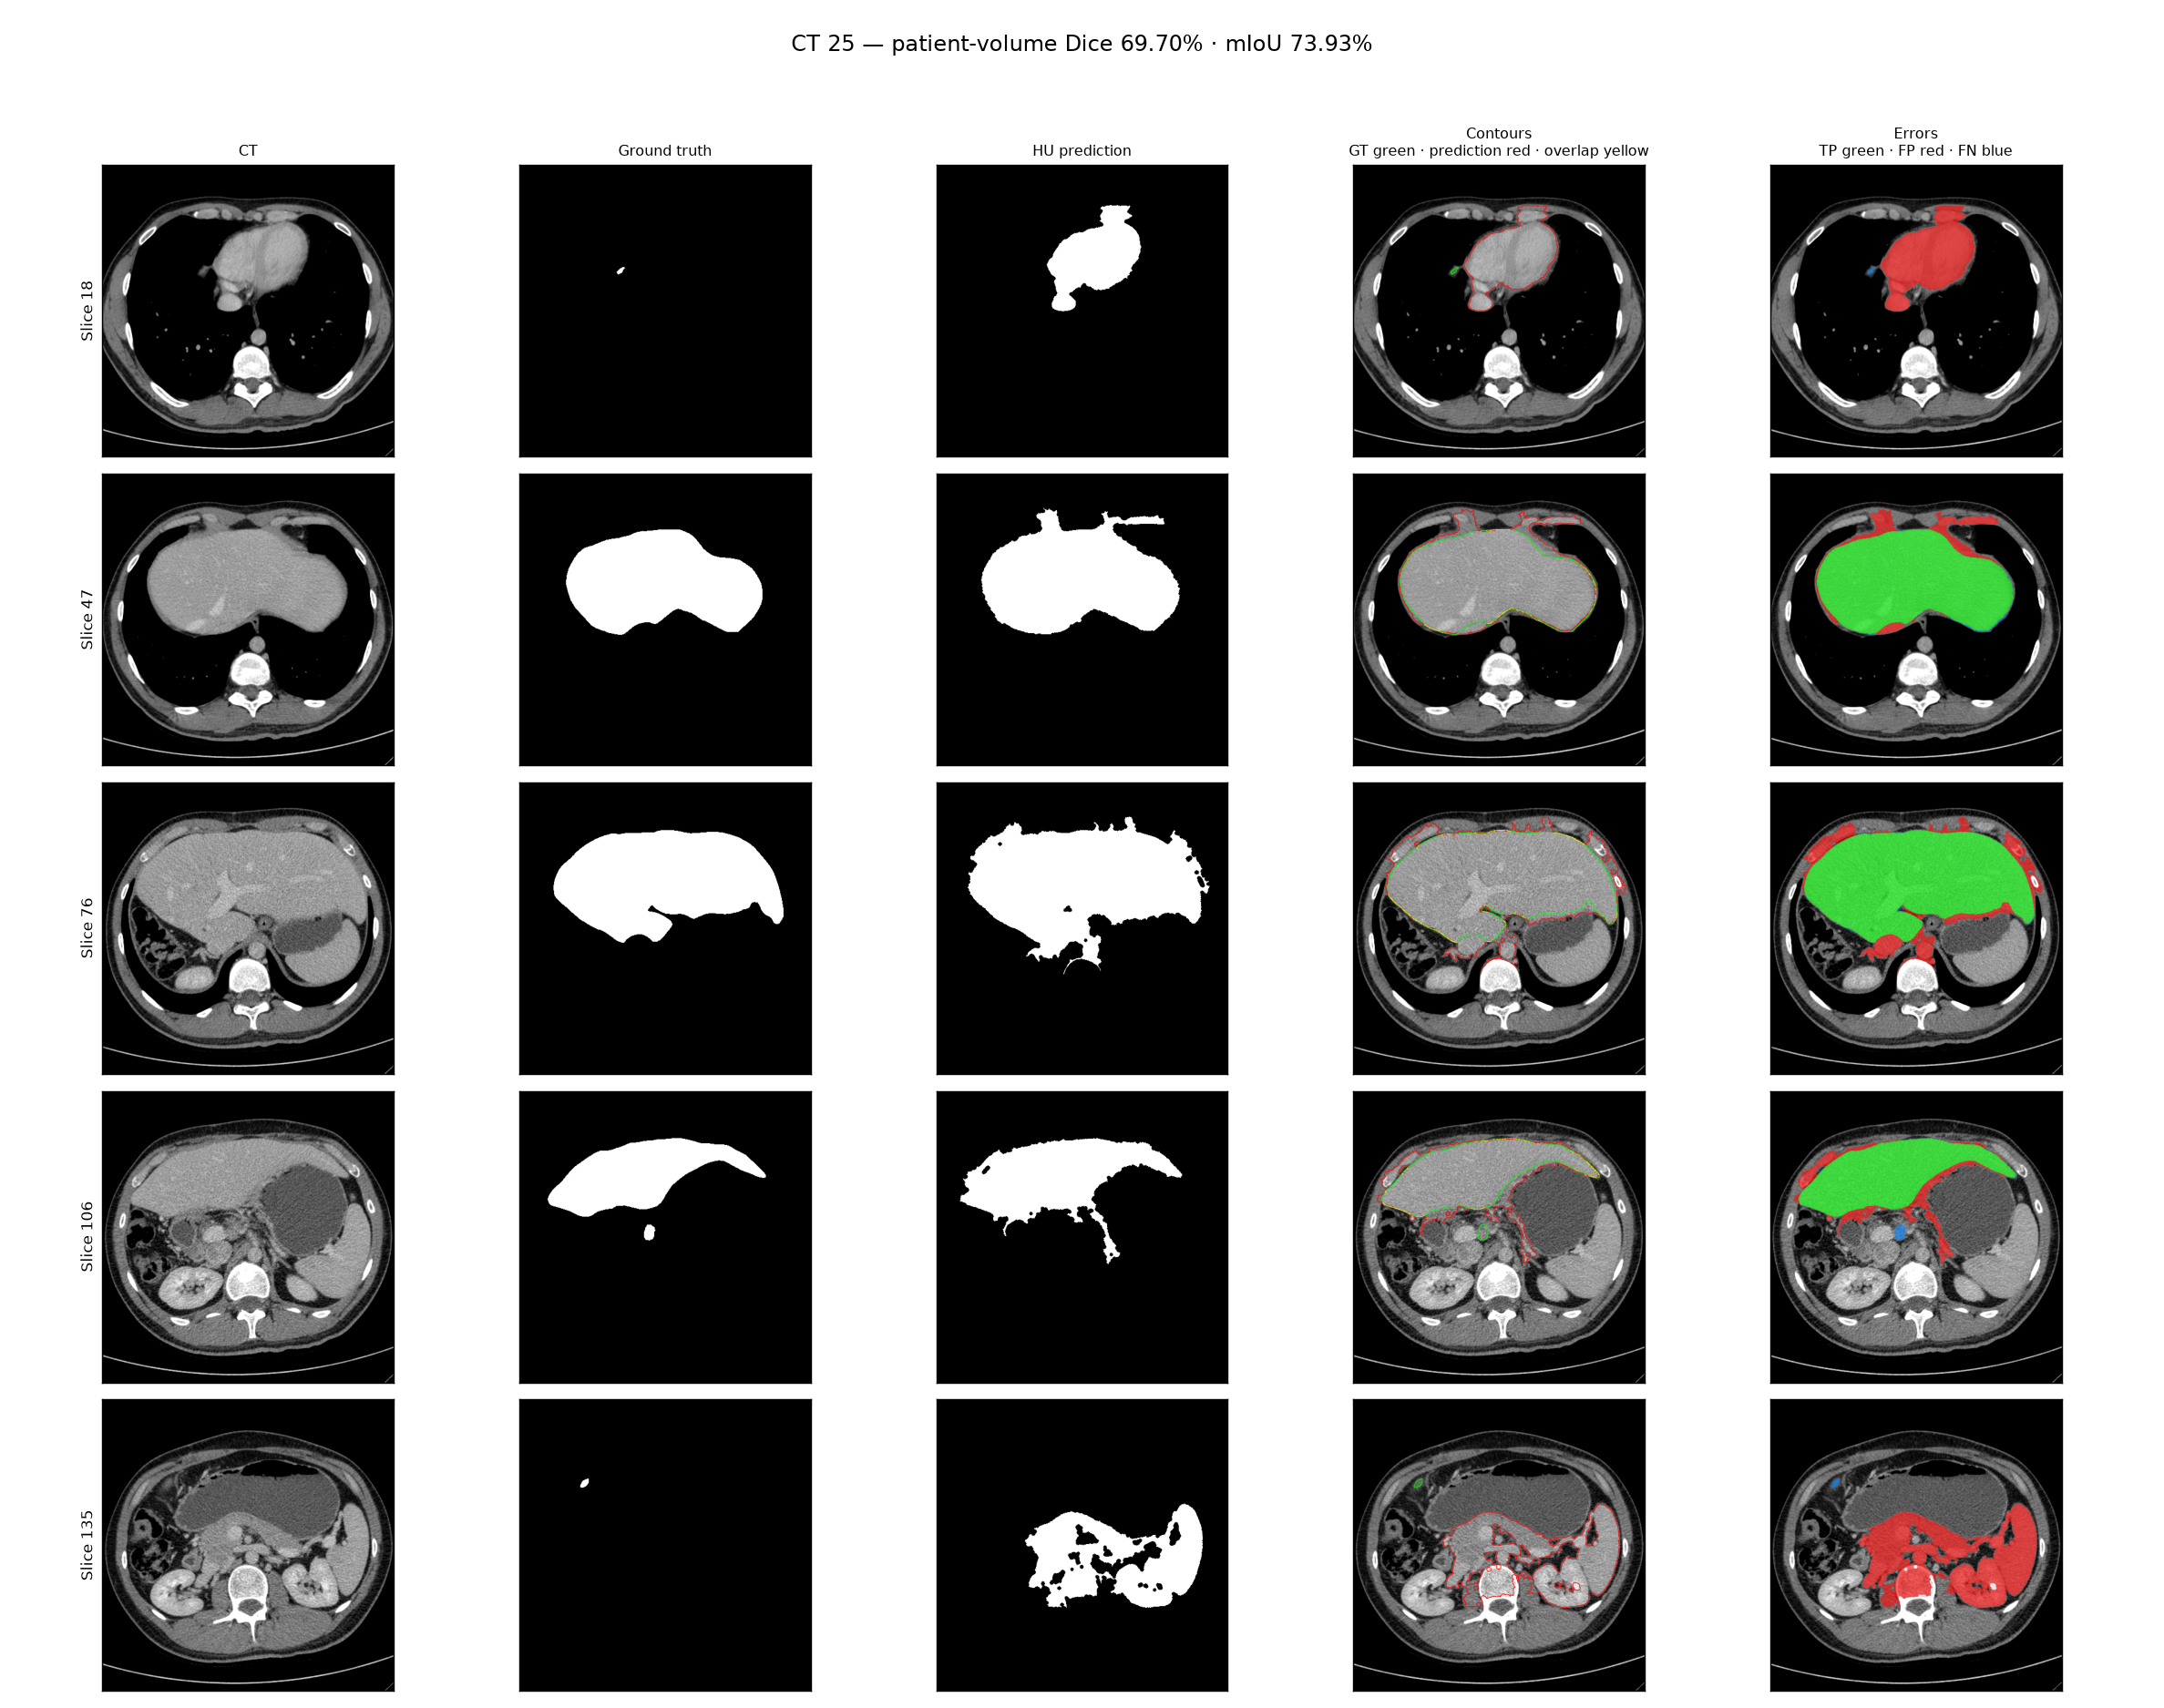 CT 25 — patient-volume Dice 69.70% · mIoU 73.93%
CT
Ground truth
HU prediction
Contours
GT green · prediction red · overlap yellow
Errors
TP green · FP red · FN blue
Slice 18
Slice 47
Slice 76
Slice 106
Slice 135